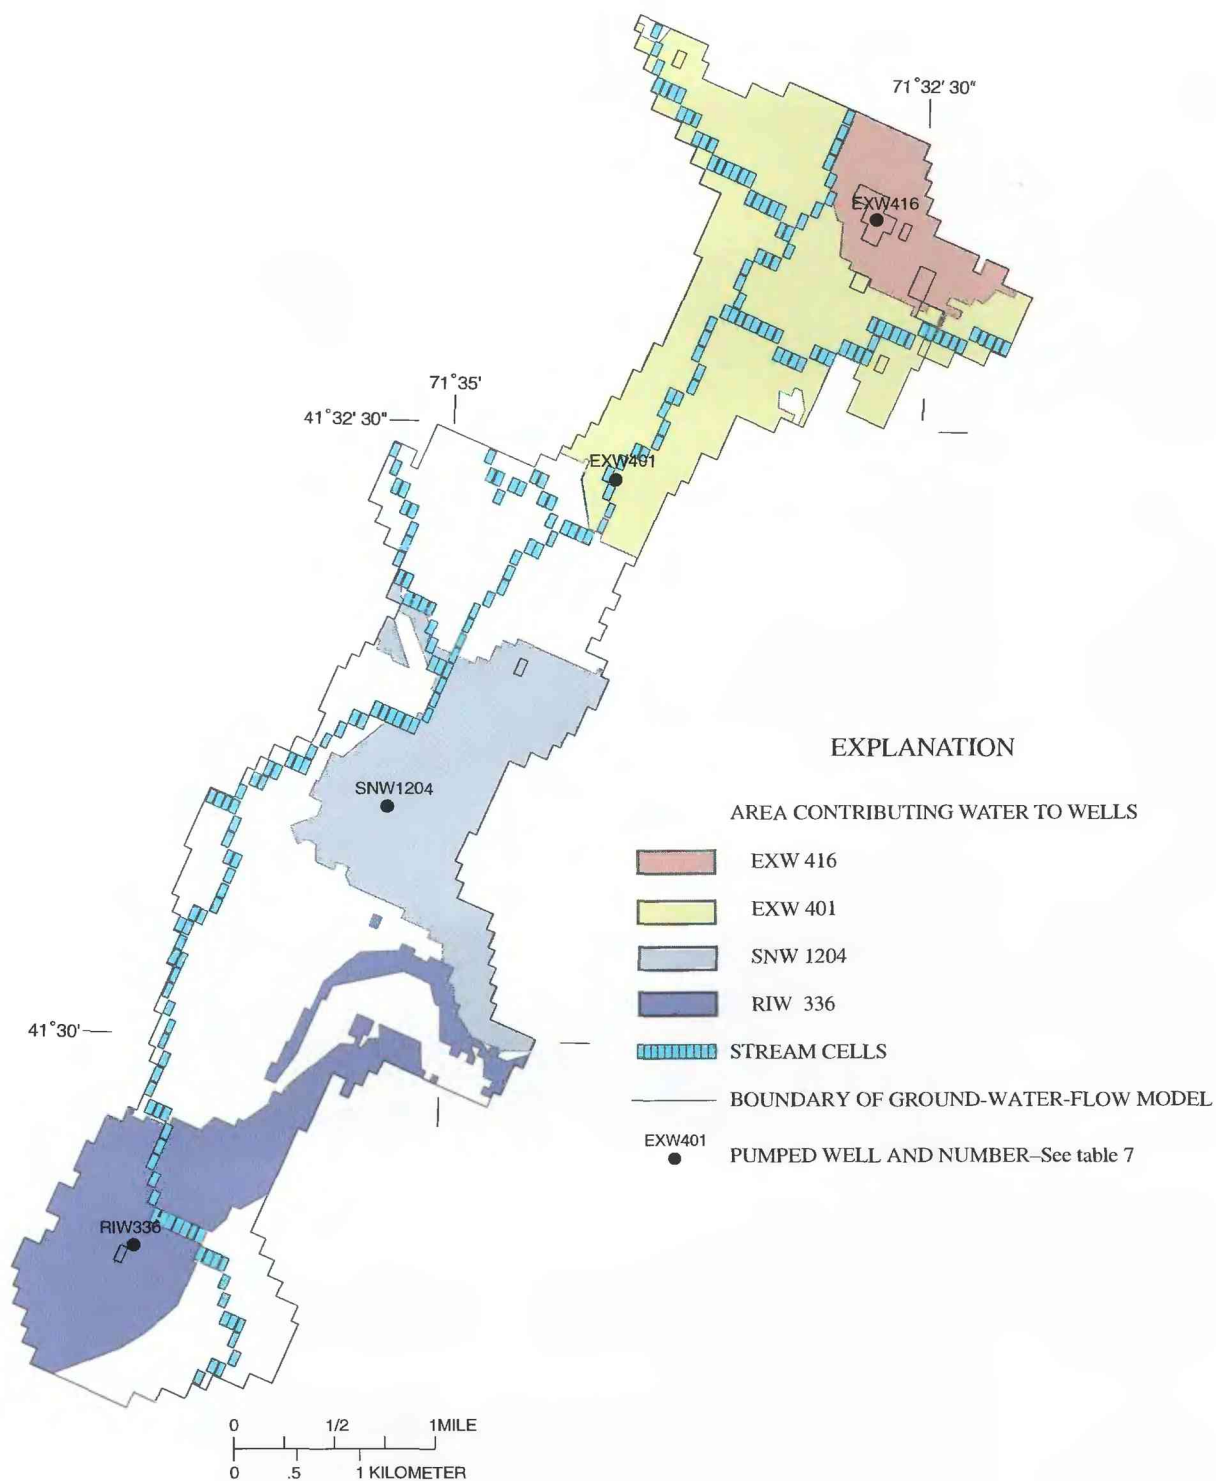 71°32' 30"
EXW416
71°35'
41°32' 30"
EXW401
EXPLANATION
SNW1204
AREA CONTRIBUTING WATER TO WELLS
EXW 416
EXW 401
SNW 1204
RIW 336
41°30'
STREAM CELLS
BOUNDARY OF GROUND-WATER-FLOW MODEL
EXW401
PUMPED WELL AND NUMBER–See table 7
RIW336
0 1/2 1MILE
0 .5 1 KILOMETER